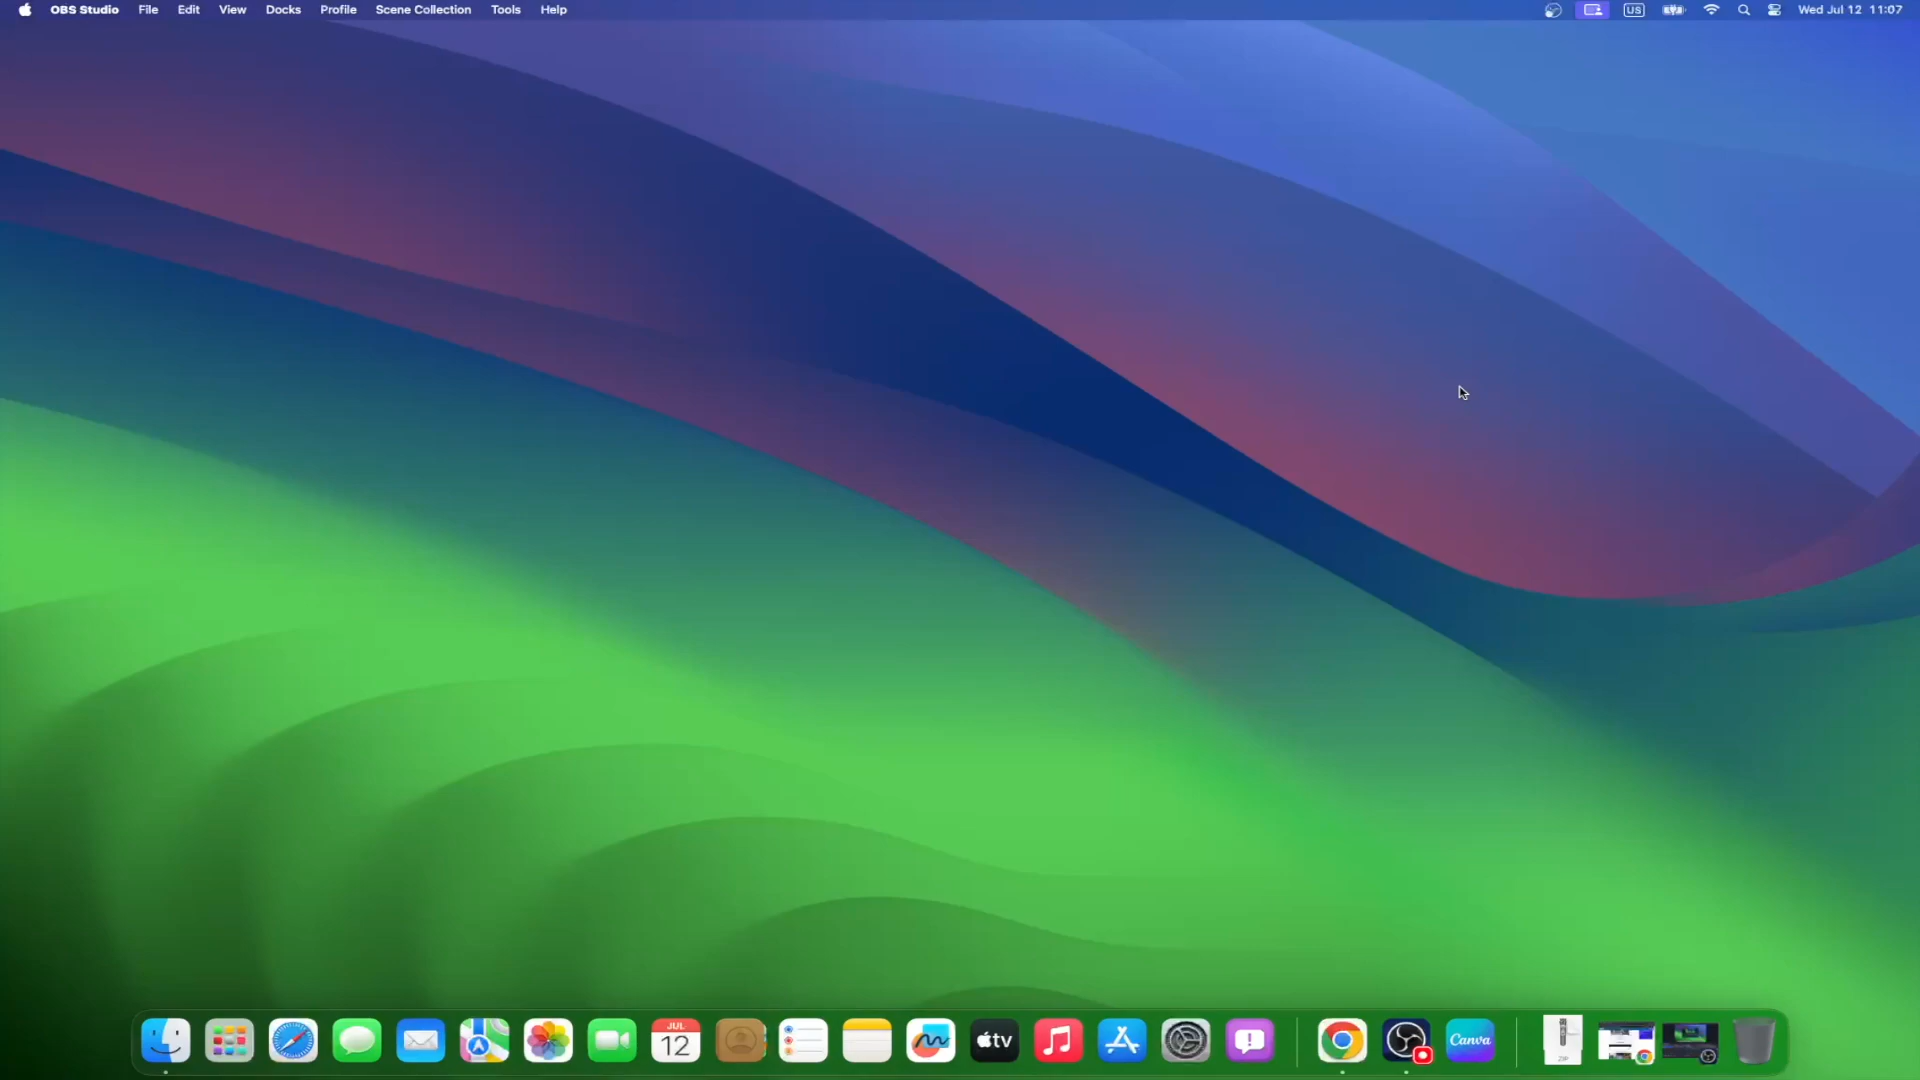 OBS Studio File Edit View Docks Profile Scene Collection Tools Help US Wed Jul 12 11:07
JUL
12
tv
Canva
ZIP